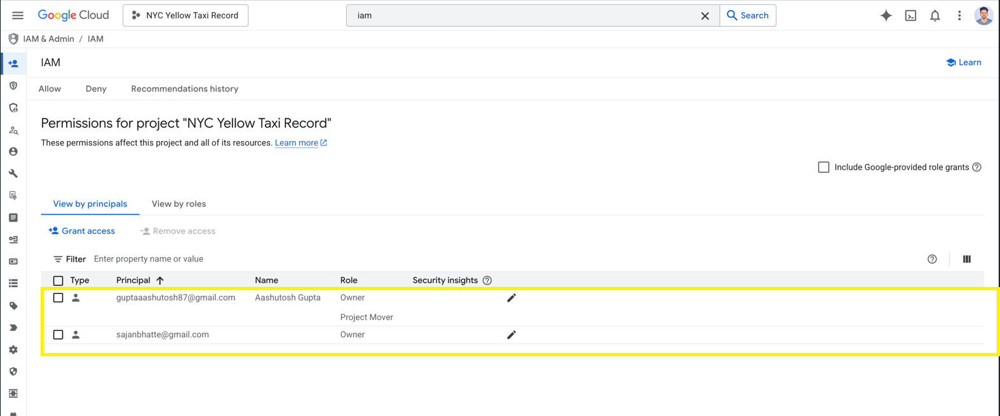 Google Cloud
NYC Yellow Taxi Record
iam
Search
IAM & Admin / IAM
IAM
Learn
Allow
Deny
Recommendations history
Permissions for project "NYC Yellow Taxi Record"
These permissions affect this project and all of its resources. Learn more
Include Google-provided role grants
View by principals
View by roles
Grant access
Remove access
Filter Enter property name or value
Type Principal Name Role Security insights
guptaaashutosh87@gmail.com Aashutosh Gupta Owner
Project Mover
sajanbhatte@gmail.com Owner